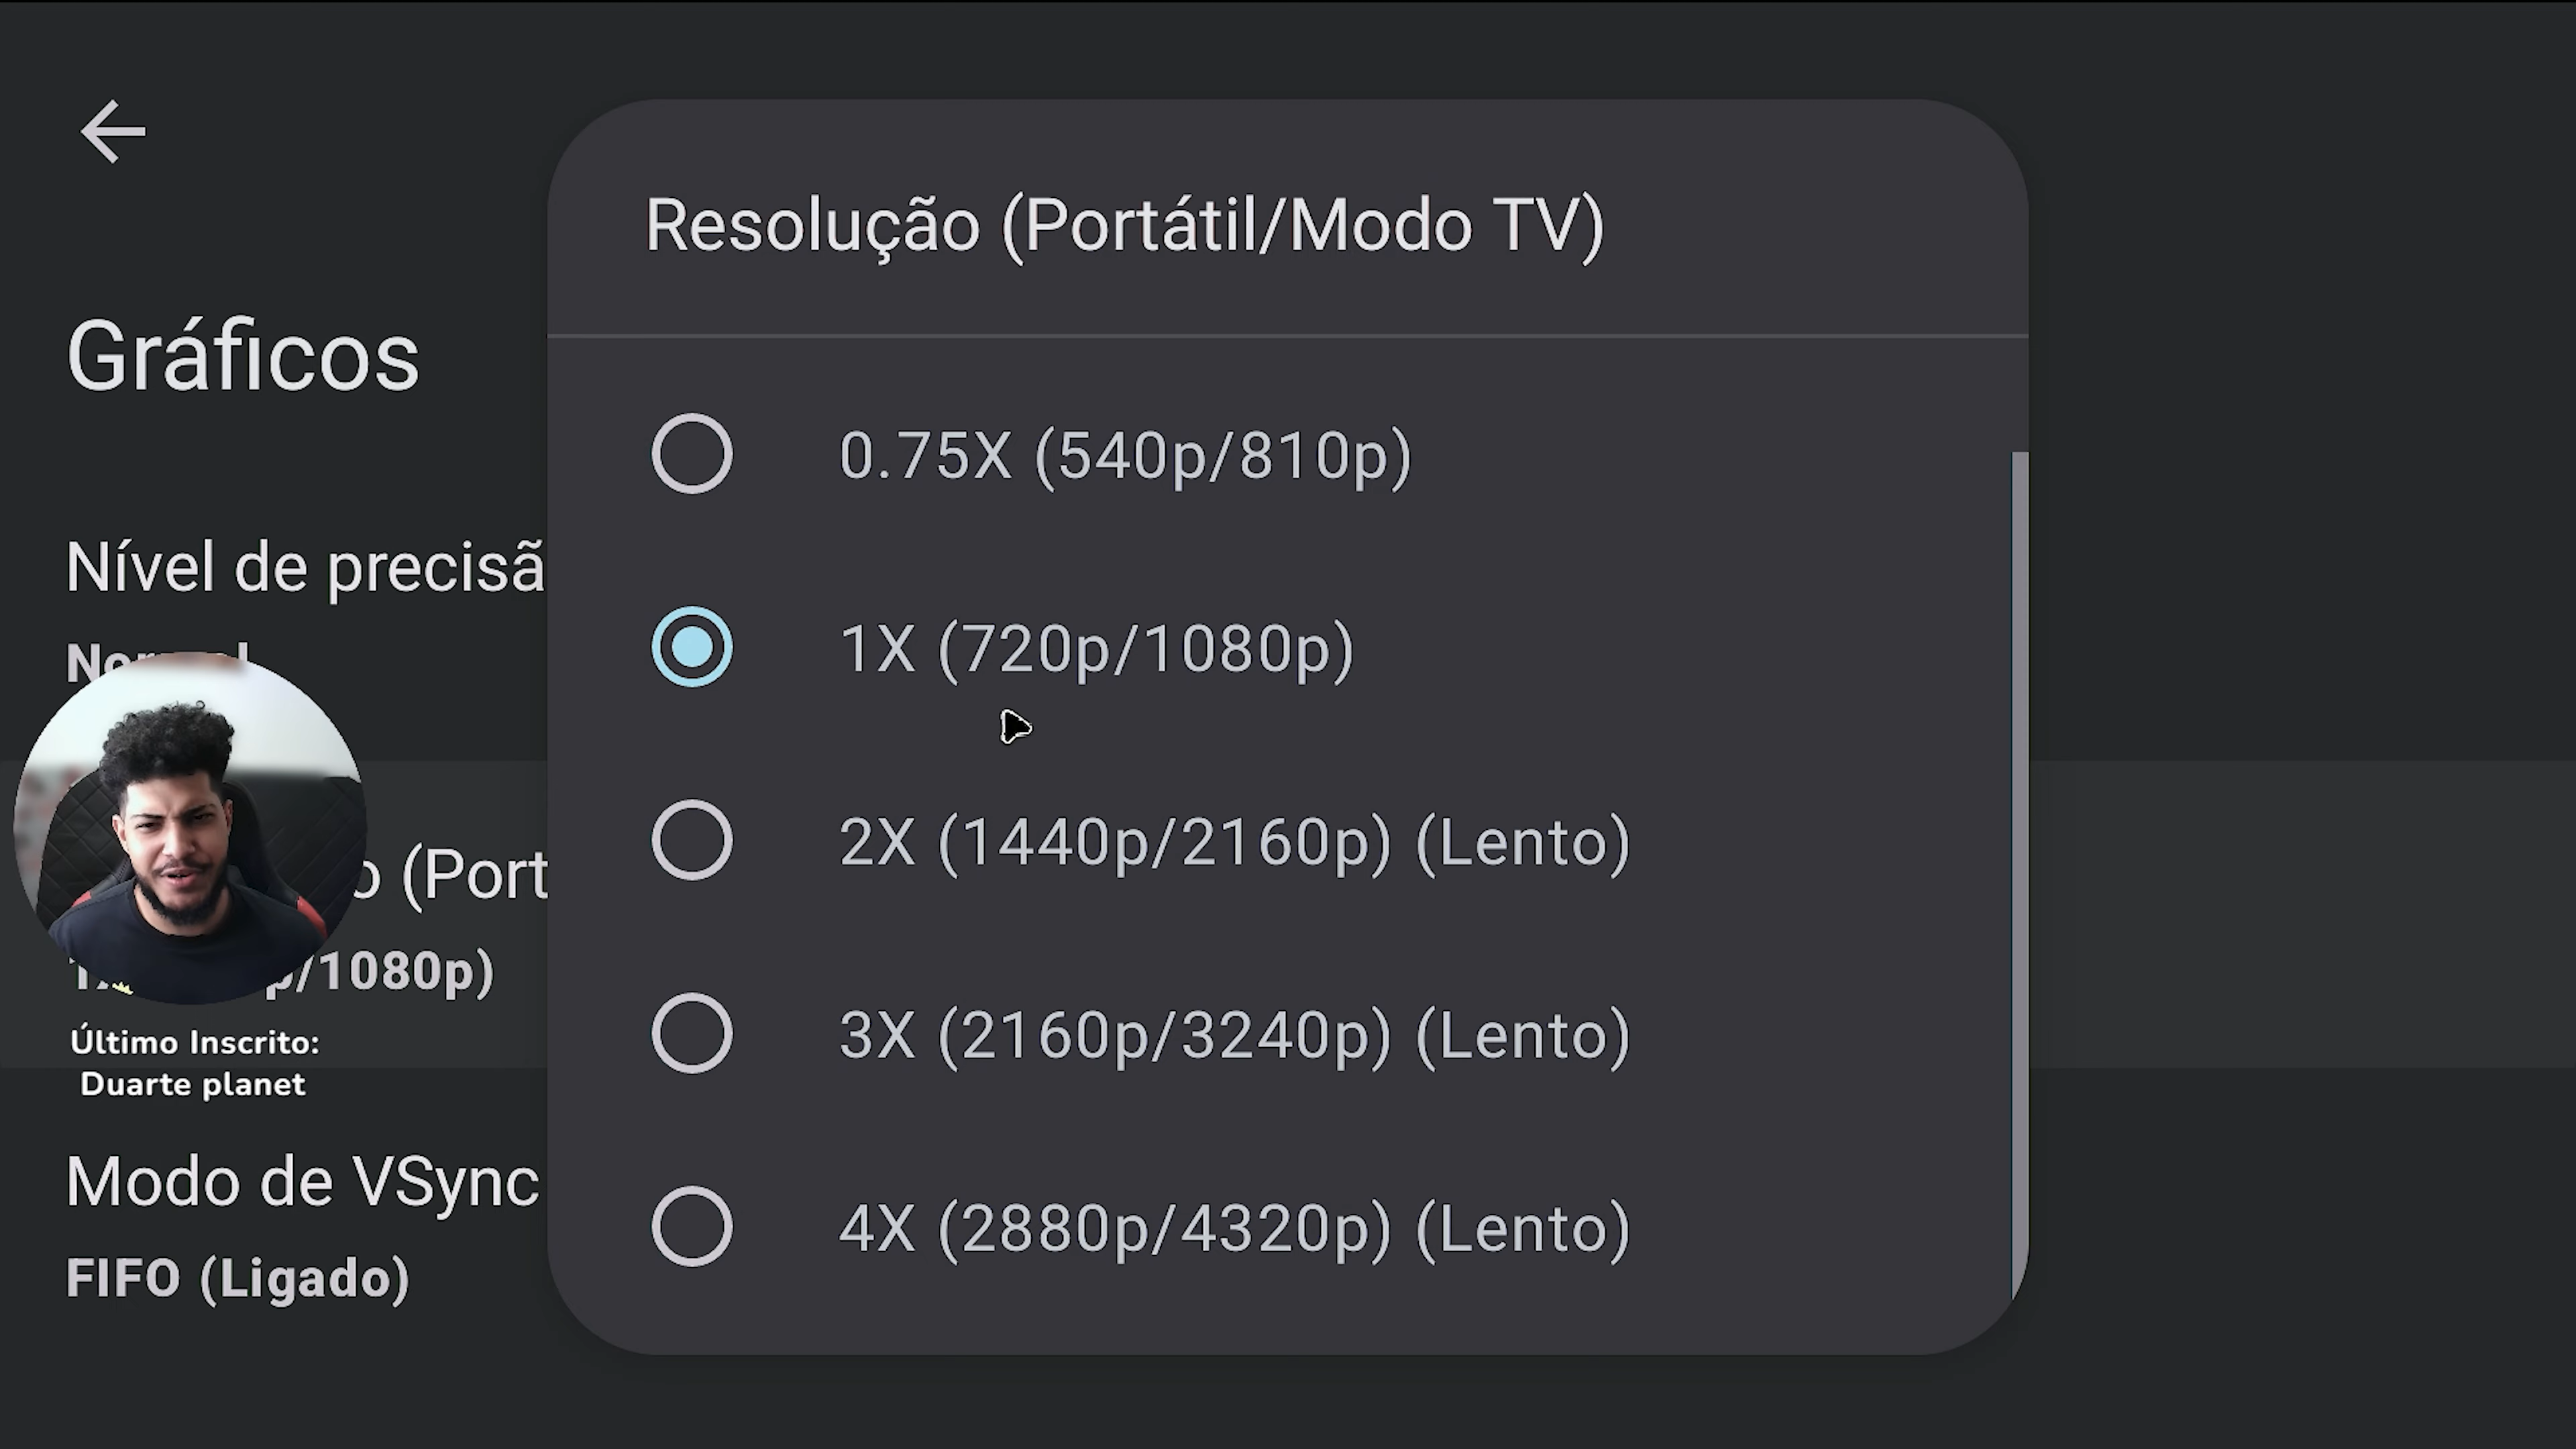 Resolução (Portátil/Modo TV)
0.75X (540p/810p)
1X (720p/1080p)
2X (1440p/2160p) (Lento)
3X (2160p/3240p) (Lento)
4X (2880p/4320p) (Lento)
Gráficos
Nível de precisã
(Port
/1080p)
Último Inscrito:
Duarte planet
Modo de VSync
FIFO (Ligado)